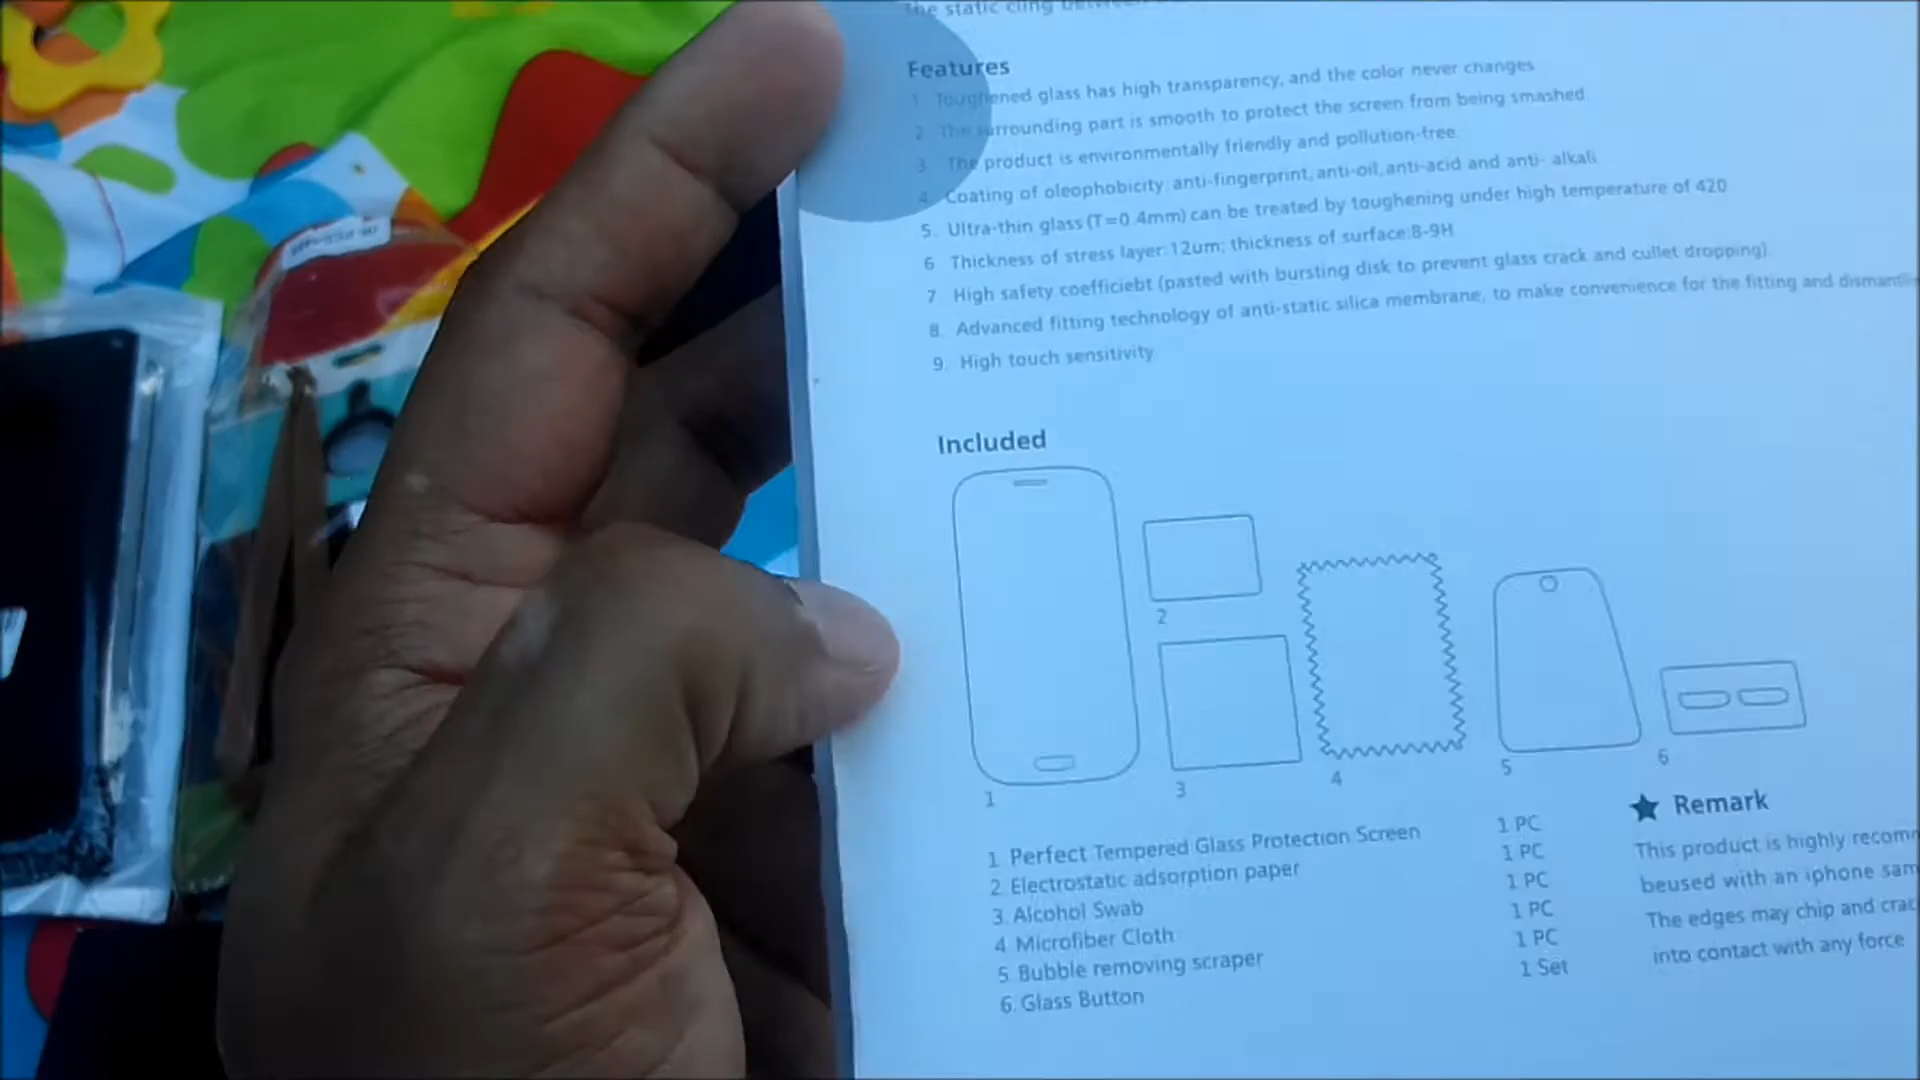 The static cling between
Features
1. Toughened glass has high transparency, and the color never changes
2. The surrounding part is smooth to protect the screen from being smashed
3. The product is environmentally friendly and pollution-free
4. Coating of oleophobicity anti-fingerprint, anti-oil, anti-acid and anti- alkali
5. Ultra-thin glass (T=0.4mm) can be treated by toughening under high temperature of 420
6 Thickness of stress layer: 12um; thickness of surface:8-9H
7 High safety coefficiebt (pasted with bursting disk to prevent glass crack and cullet dropping)
8. Advanced fitting technology of anti-static silica membrane, to make convenience for the fitting and
9. High touch sensitivity
Included
1
2
3
4
5
6
1 Perfect Tempered Glass Protection Screen 1 PC
2 Electrostatic adsorption paper 1 PC
3. Alcohol Swab 1 PC
4 Microfiber Cloth 1 PC
5 Bubble removing scraper 1 PC
6. Glass Button 1 Set
★ Remark
This product is highly recom
beused with an iphone sam
The edges may chip and crac
into contact with any force